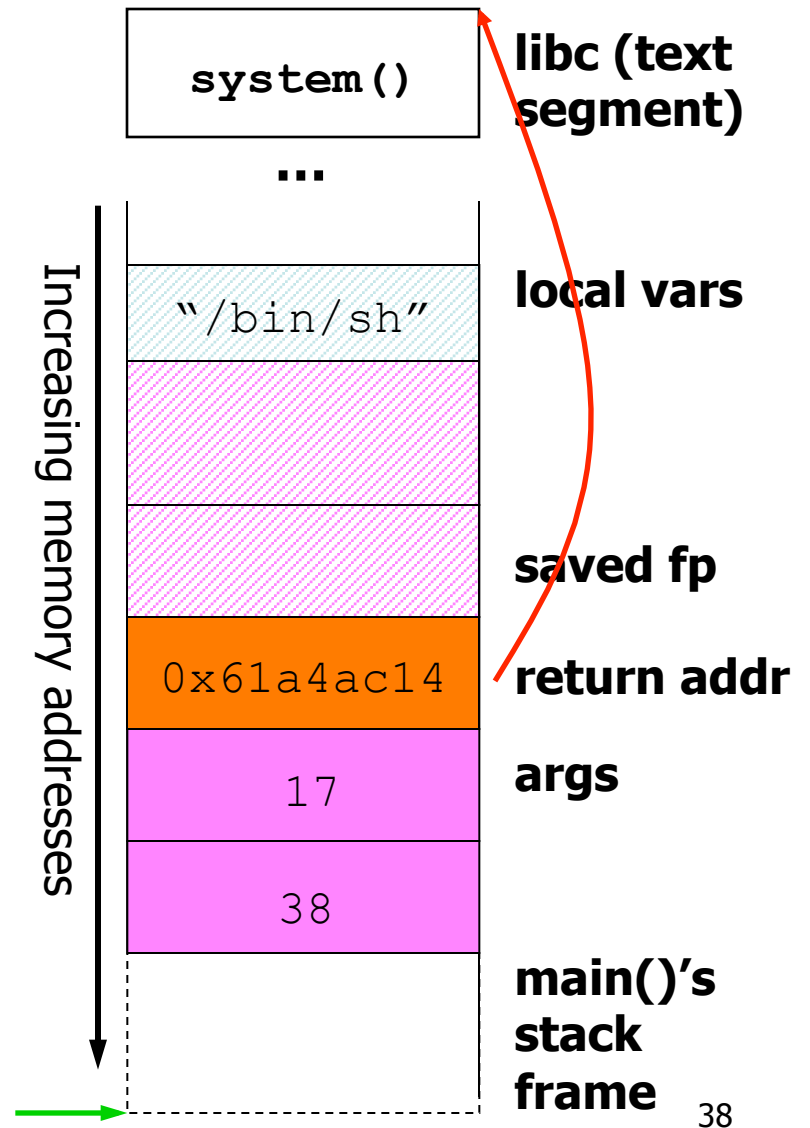 system()
libc (text
segment)
...
Increasing memory addresses
“/bin/sh”
local vars
saved fp
0x61a4ac14
return addr
17
args
38
main()’s
stack
frame
38